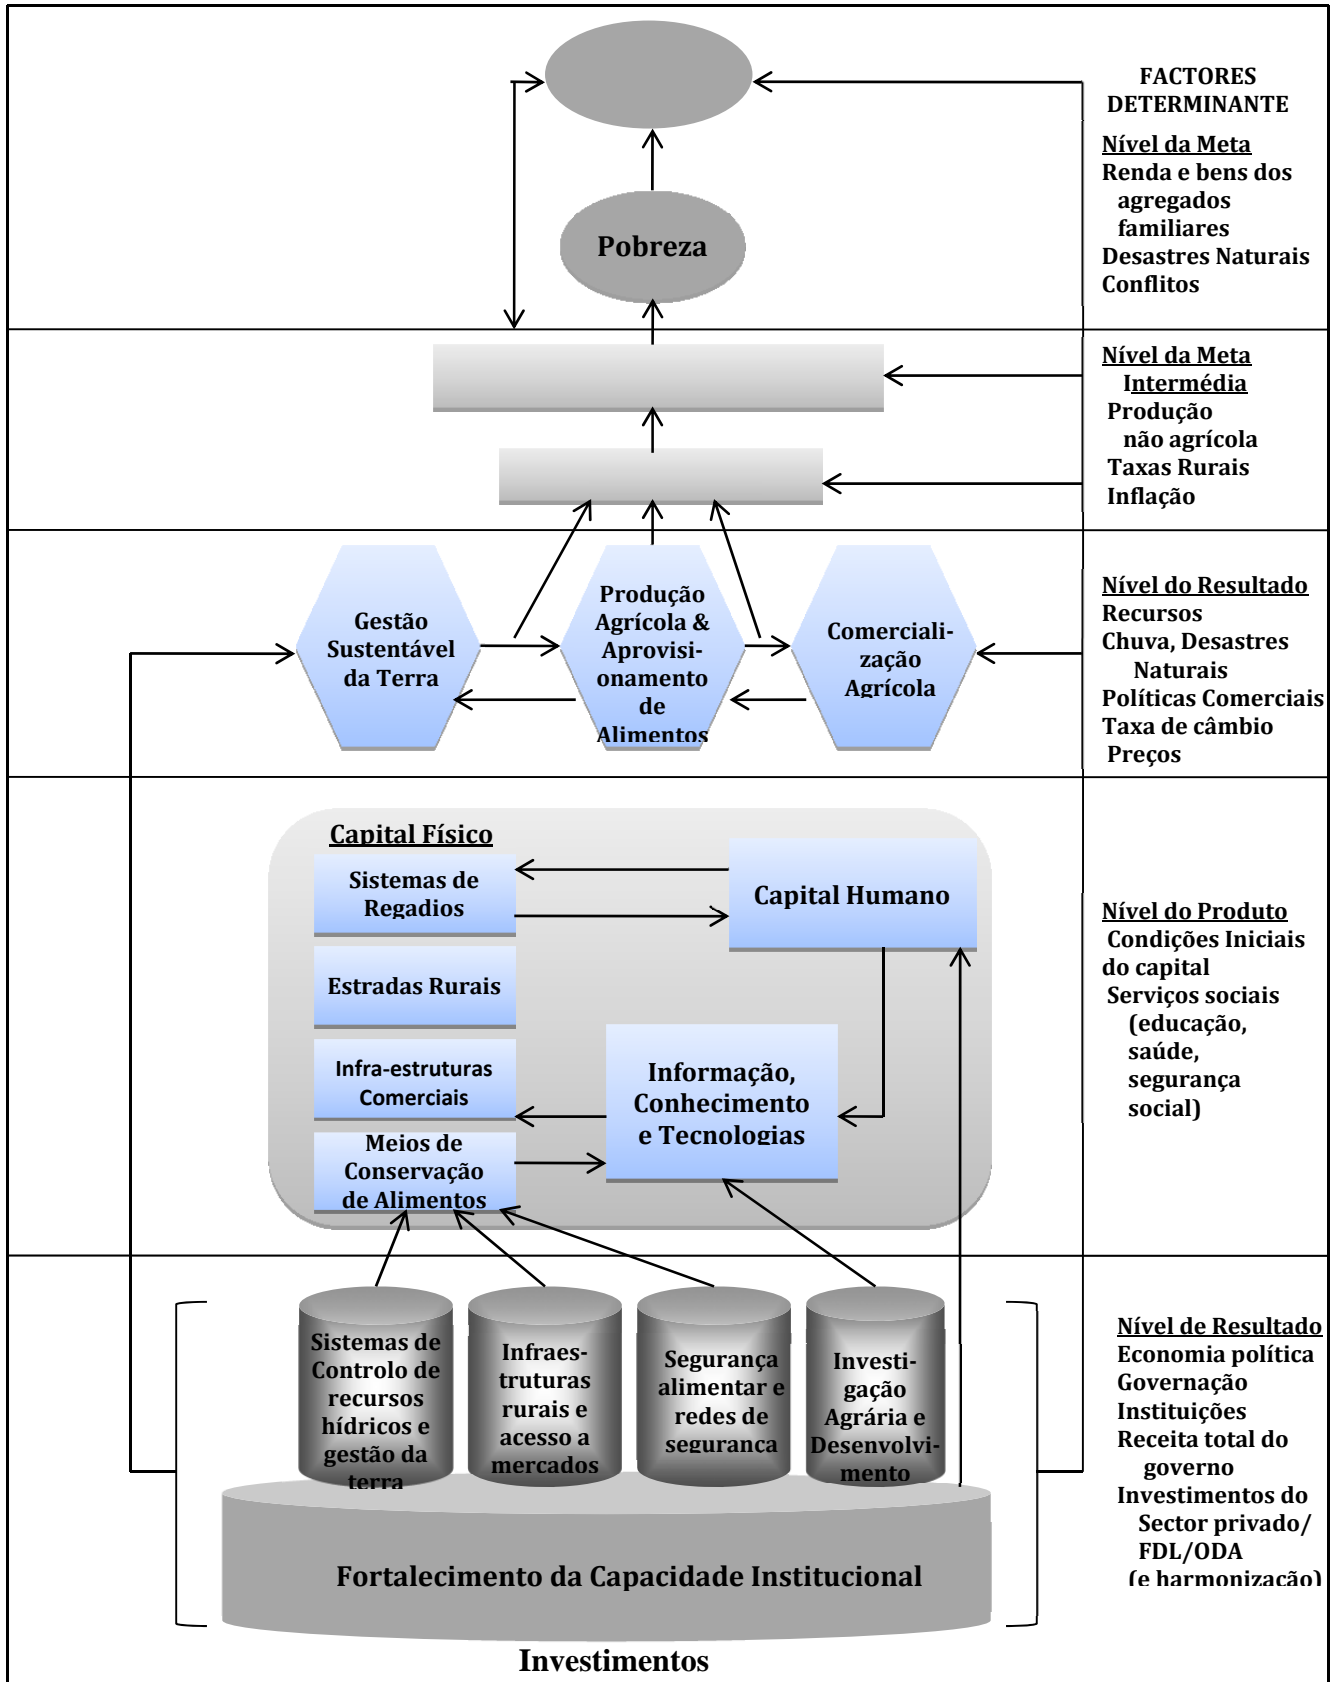 FACTORES
DETERMINANTE
Nível da Meta
Renda e bens dos
agregados
familiares
Desastres Naturais
Conflitos
Pobreza
Nível da Meta
Intermédia
Produção
não agrícola
Taxas Rurais
Inflação
Gestão
Sustentável
da Terra
Produção
Agrícola &
Aprovisi-
onamento
de
Alimentos
Comerciali-
zação
Agrícola
Nível do Resultado
Recursos
Chuva, Desastres
Naturais
Políticas Comerciais
Taxa de câmbio
Preços
Capital Físico
Sistemas de
Regadios
Estradas Rurais
Infra-estruturas
Comerciais
Meios de
Conservação
de Alimentos
Capital Humano
Informação,
Conhecimento
e Tecnologias
Nível do Produto
Condições Iniciais
do capital
Serviços sociais
(educação,
saúde,
segurança
social)
Sistemas de
Controlo de
recursos
hídricos e
gestão da
terra
Infraes-
truturas
rurais e
acesso a
mercados
Segurança
alimentar e
redes de
segurança
Investi-
gação
Agrária e
Desenvolvi-
mento
Fortalecimento da Capacidade Institucional
Investimentos
Nível de Resultado
Economia política
Governação
Instituições
Receita total do
governo
Investimentos do
Sector privado/
FDL/ODA
(e harmonização)